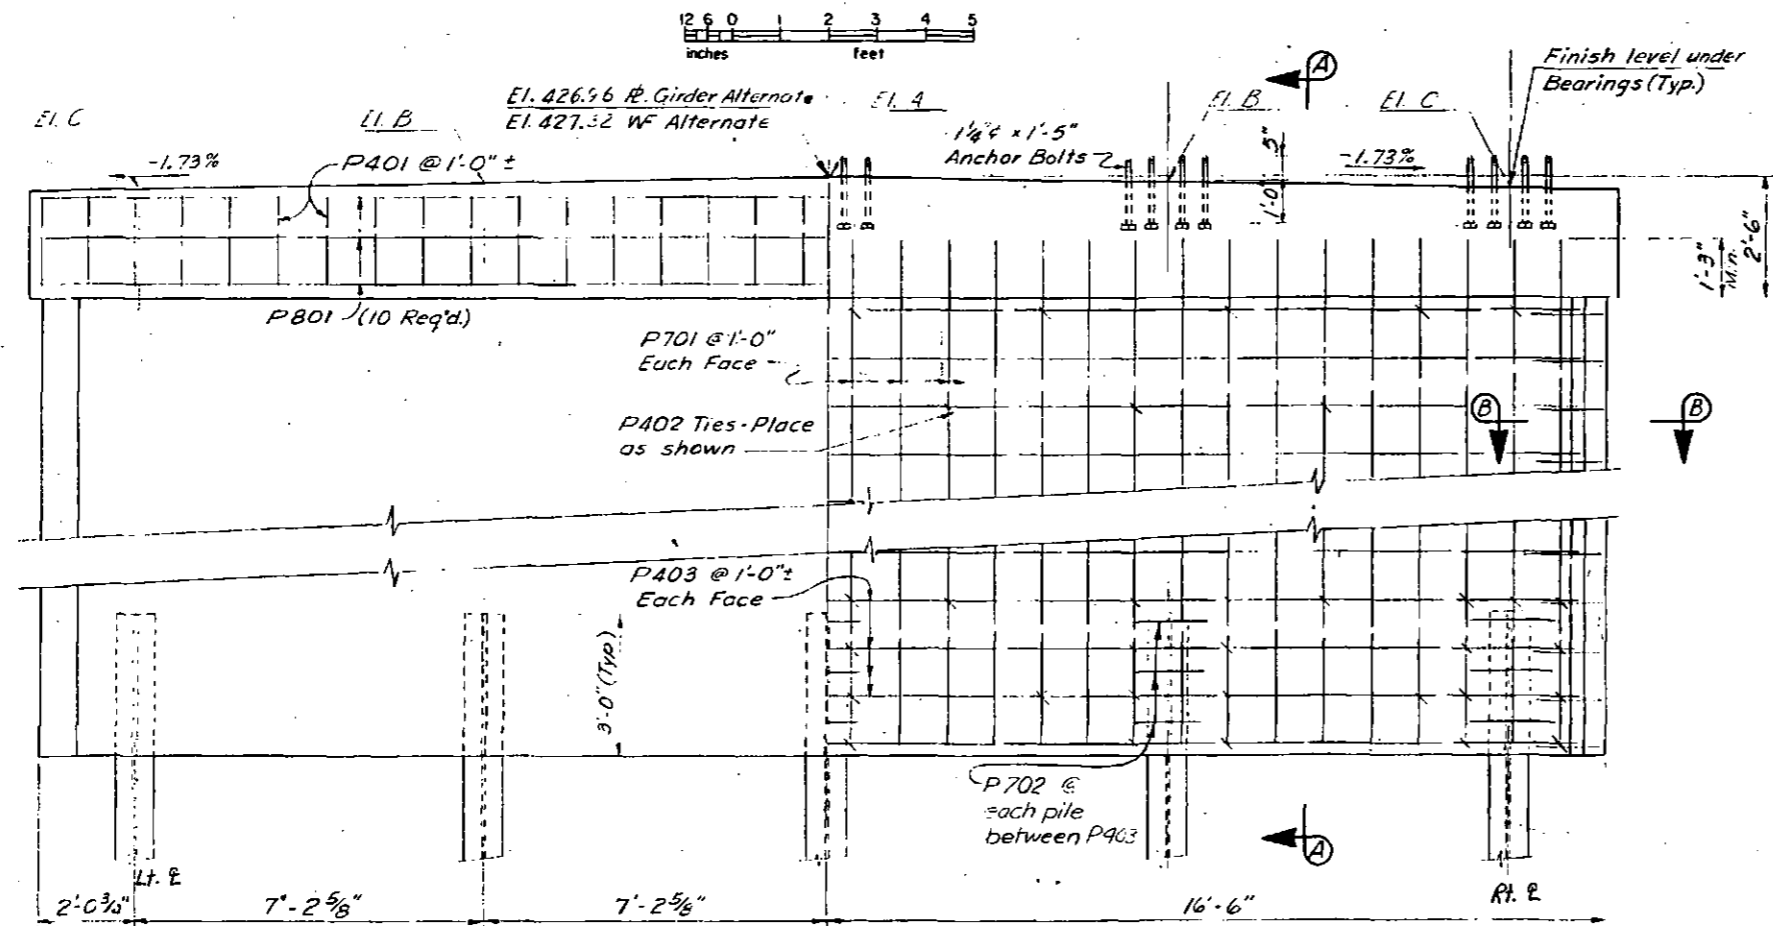 12 6 0 1 2 3 4 5
inches feet
El. C
El. B
El. 426.96 PL Girder Alternate
El. 427.32 WF Alternate
El. A
A
El. B
El. C
Finish level under
Bearings (Typ.)
-1.73%
P401 @ 1'-0" ±
1¼"¢ x 1'-5"
Anchor Bolts
5"
1'-0"
-1.73%
1'-3"
Min.
2'-6"
P801 (10 Req'd.)
P701 @ 1'-0"
Each Face
P402 Ties-Place
as shown
B
B
P403 @ 1'-0"±
Each Face
3'-0" (Typ)
P702 @
each pile
between P403
A
Lt. ℄
Rt. ℄
2'-0¾"
7'-2⅝"
7'-2⅝"
16'-6"